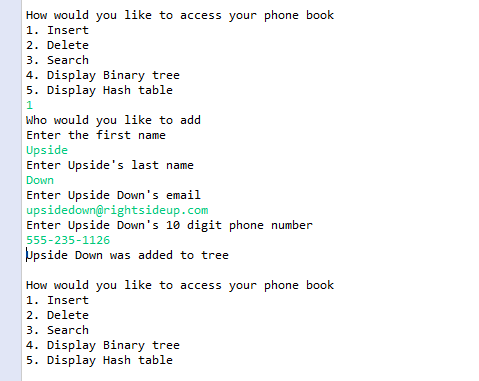 How would you like to access your phone book
1. Insert
2. Delete
3. Search
4. Display Binary tree
5. Display Hash table
1
Who would you like to add
Enter the first name
Upside
Enter Upside's last name
Down
Enter Upside Down's email
upsidedown@rightsideup.com
Enter Upside Down's 10 digit phone number
555-235-1126
Upside Down was added to tree
How would you like to access your phone book
1. Insert
2. Delete
3. Search
4. Display Binary tree
5. Display Hash table